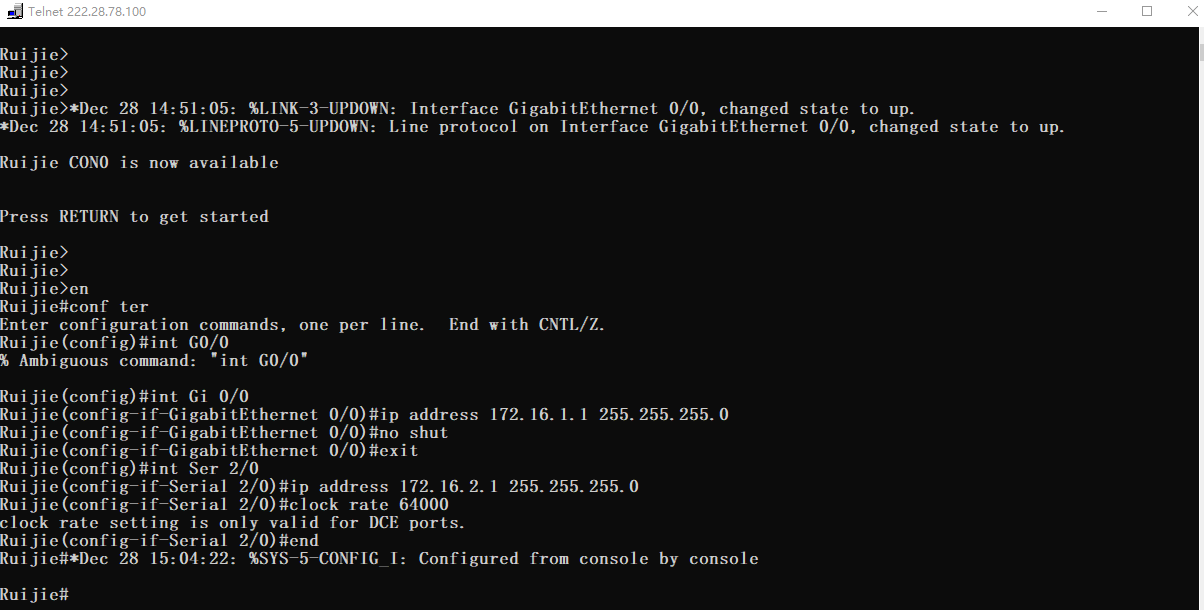 Telnet 222.28.78.100
Ruijie>
Ruijie>
Ruijie>
Ruijie>*Dec 28 14:51:05: %LINK-3-UPDOWN: Interface GigabitEthernet 0/0, changed state to up.
*Dec 28 14:51:05: %LINEPROTO-5-UPDOWN: Line protocol on Interface GigabitEthernet 0/0, changed state to up.
Ruijie CON0 is now available
Press RETURN to get started
Ruijie>
Ruijie>
Ruijie>en
Ruijie#conf ter
Enter configuration commands, one per line.  End with CNTL/Z.
Ruijie(config)#int G0/0
% Ambiguous command: "int G0/0"
Ruijie(config)#int Gi 0/0
Ruijie(config-if-GigabitEthernet 0/0)#ip address 172.16.1.1 255.255.255.0
Ruijie(config-if-GigabitEthernet 0/0)#no shut
Ruijie(config-if-GigabitEthernet 0/0)#exit
Ruijie(config)#int Ser 2/0
Ruijie(config-if-Serial 2/0)#ip address 172.16.2.1 255.255.255.0
Ruijie(config-if-Serial 2/0)#clock rate 64000
clock rate setting is only valid for DCE ports.
Ruijie(config-if-Serial 2/0)#end
Ruijie#*Dec 28 15:04:22: %SYS-5-CONFIG_I: Configured from console by console
Ruijie#